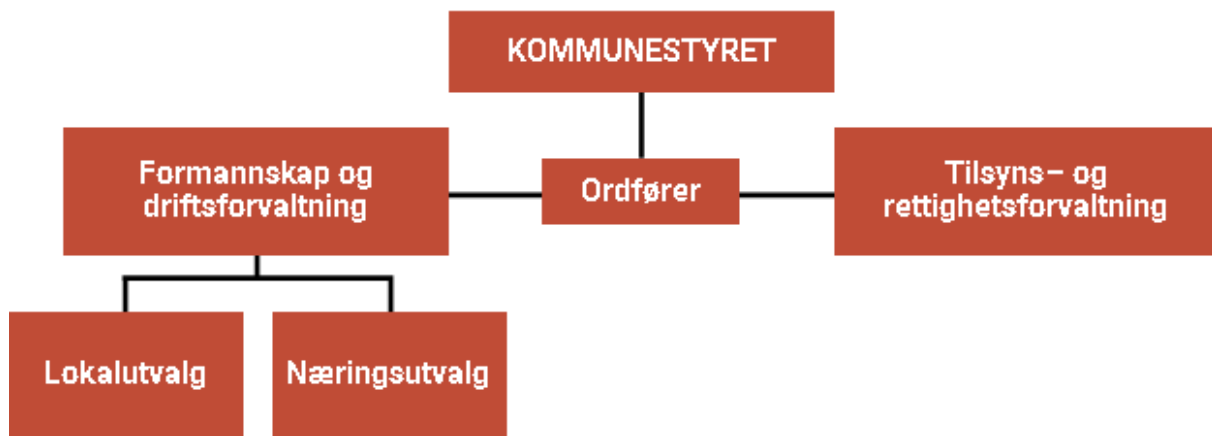 KOMMUNESTYRET
Formannskap og
driftsforvaltning
Ordfører
Tilsyns– og
rettighetsforvaltning
Lokalutvalg
Næringsutvalg